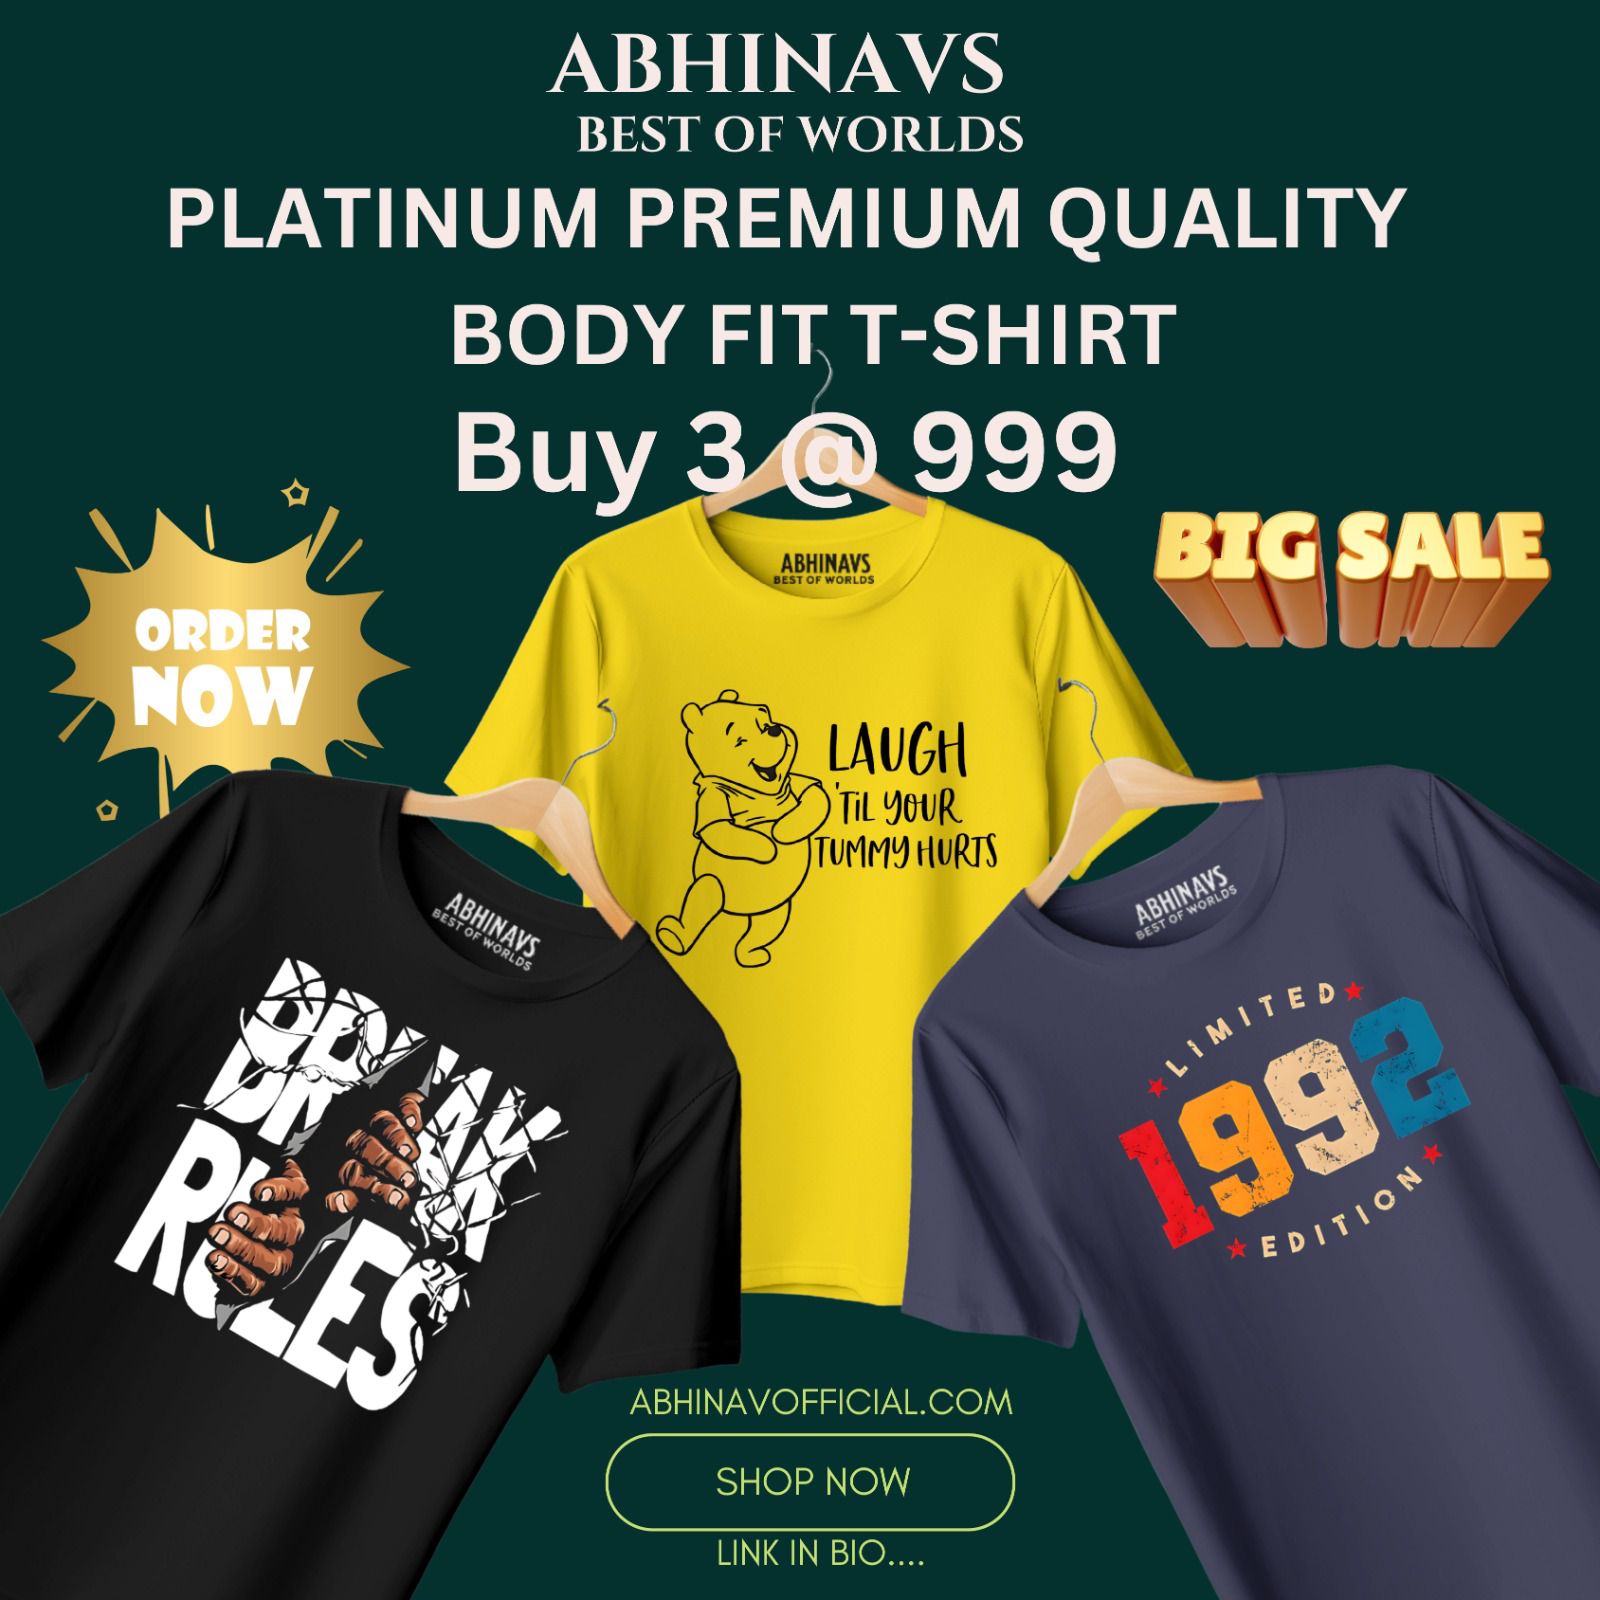 ABHINAVS
BEST OF WORLDS
PLATINUM PREMIUM QUALITY
BODY FIT T-SHIRT
Buy 3 @ 999
ORDER
NOW
BIG SALE
ABHINAVS
BEST OF WORLDS
LAUGH
'TIL YOUR
TUMMY HURTS
ABHINAVS
BEST OF WORLDS
BREAK
RULES
ABHINAVS
BEST OF WORLDS
LIMITED
1992
EDITION
ABHINAVOFFICIAL.COM
SHOP NOW
LINK IN BIO....